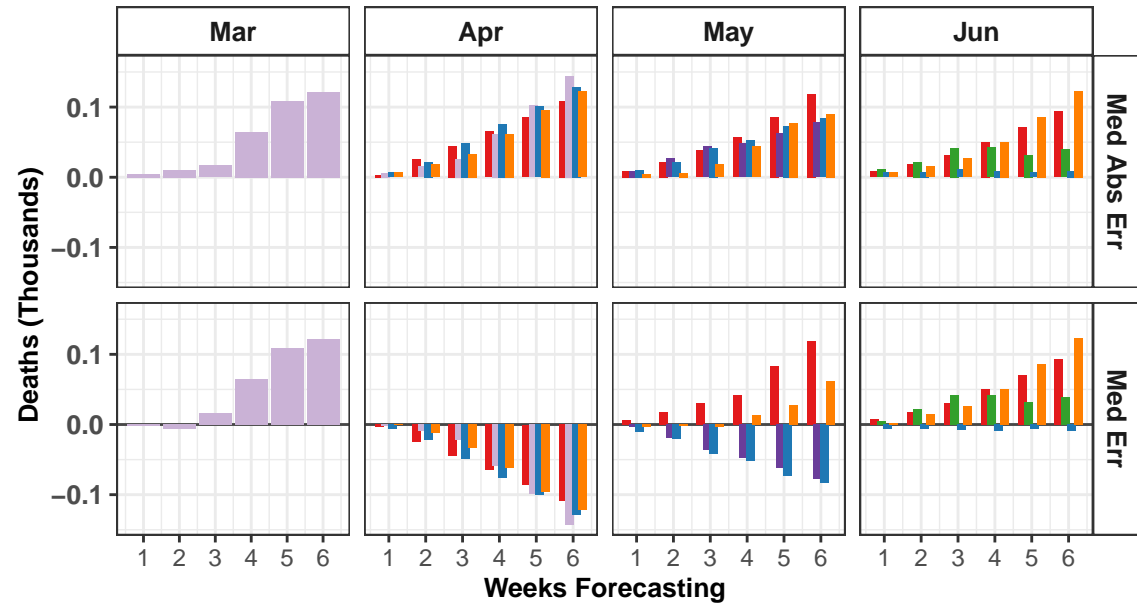 Mar Apr May Jun
0.1
0.0
−0.1
Med Abs Err
0.1
0.0
−0.1
Med Err
Deaths (Thousands)
1 2 3 4 5 6 1 2 3 4 5 6 1 2 3 4 5 6 1 2 3 4 5 6
Weeks Forecasting